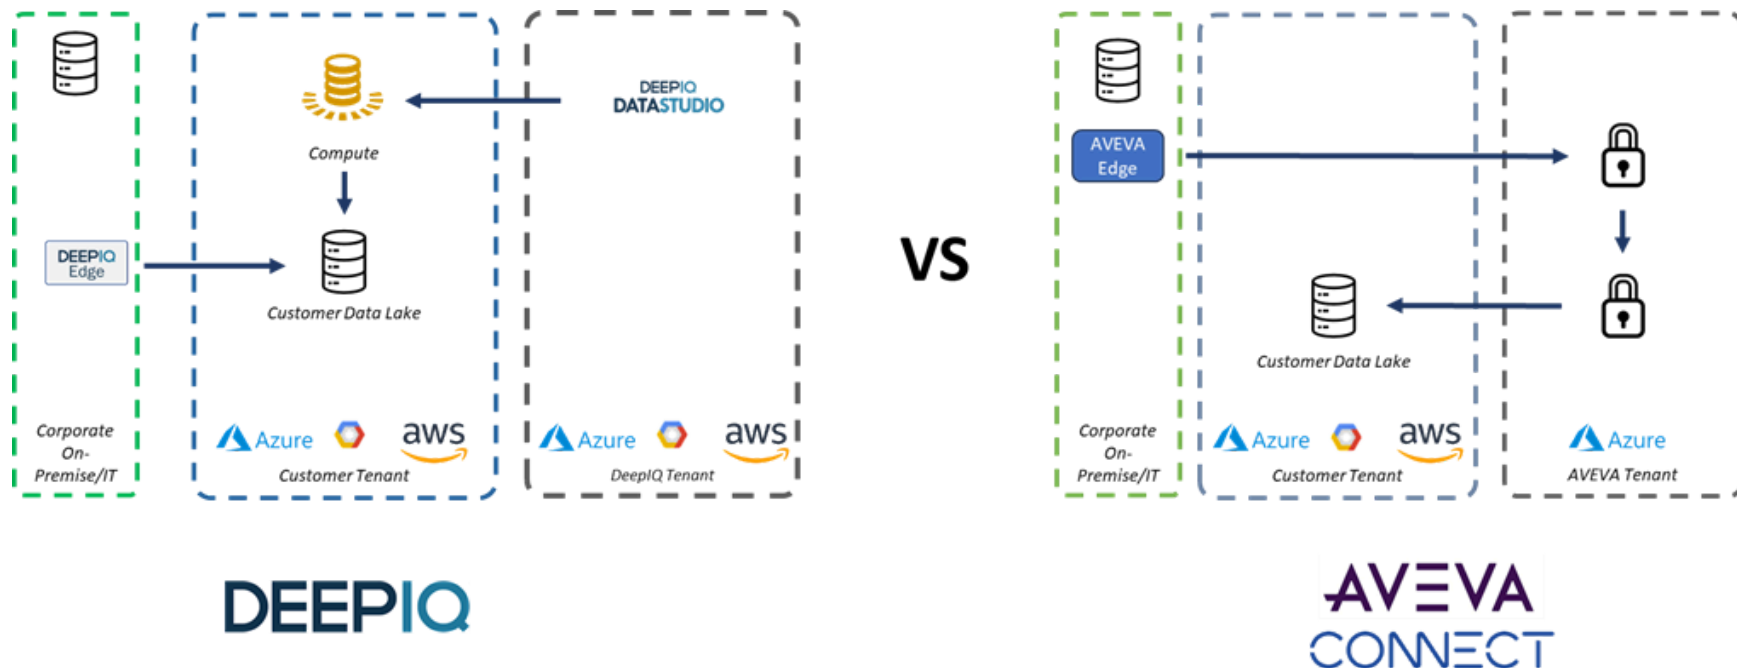 DEEPIQ
DATASTUDIO
Compute
DEEPIQ
Edge
Customer Data Lake
Corporate
On-
Premise/IT
Azure
aws
Customer Tenant
Azure
aws
DeepIQ Tenant
DEEPIQ
VS
AVEVA
Edge
Customer Data Lake
Corporate
On-
Premise/IT
Azure
aws
Customer Tenant
Azure
AVEVA Tenant
AVEVA
CONNECT